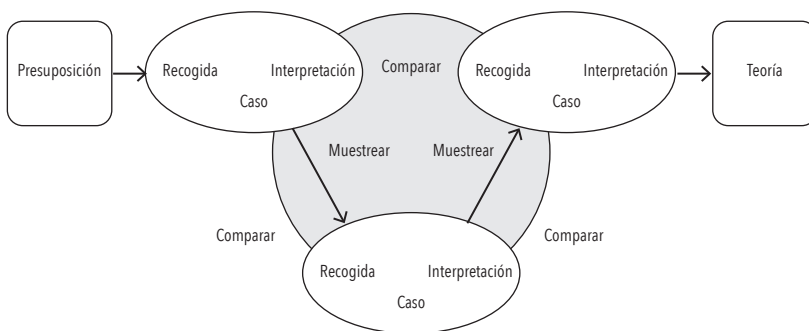 Presuposición
Recogida Interpretación
Caso
Comparar
Recogida Interpretación
Caso
Teoría
Muestrear Muestrear
Comparar Comparar
Recogida Interpretación
Caso